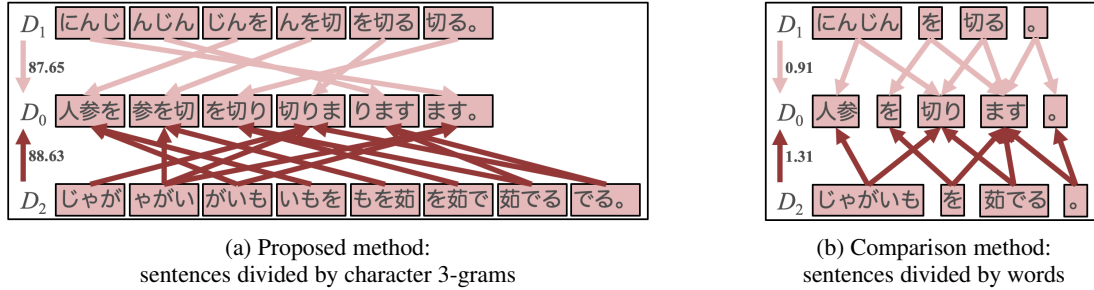 D1 にんじ んじん じんを んを切 を切る 切る。
87.65
D0 人参を 参を切 を切り 切りま ります ます。
88.63
D2 じゃが ゃがい がいも いもを もを茹 を茹で 茹でる でる。
(a) Proposed method:
sentences divided by character 3-grams
D1 にんじん を 切る 。
0.91
D0 人参 を 切り ます 。
1.31
D2 じゃがいも を 茹でる 。
(b) Comparison method:
sentences divided by words